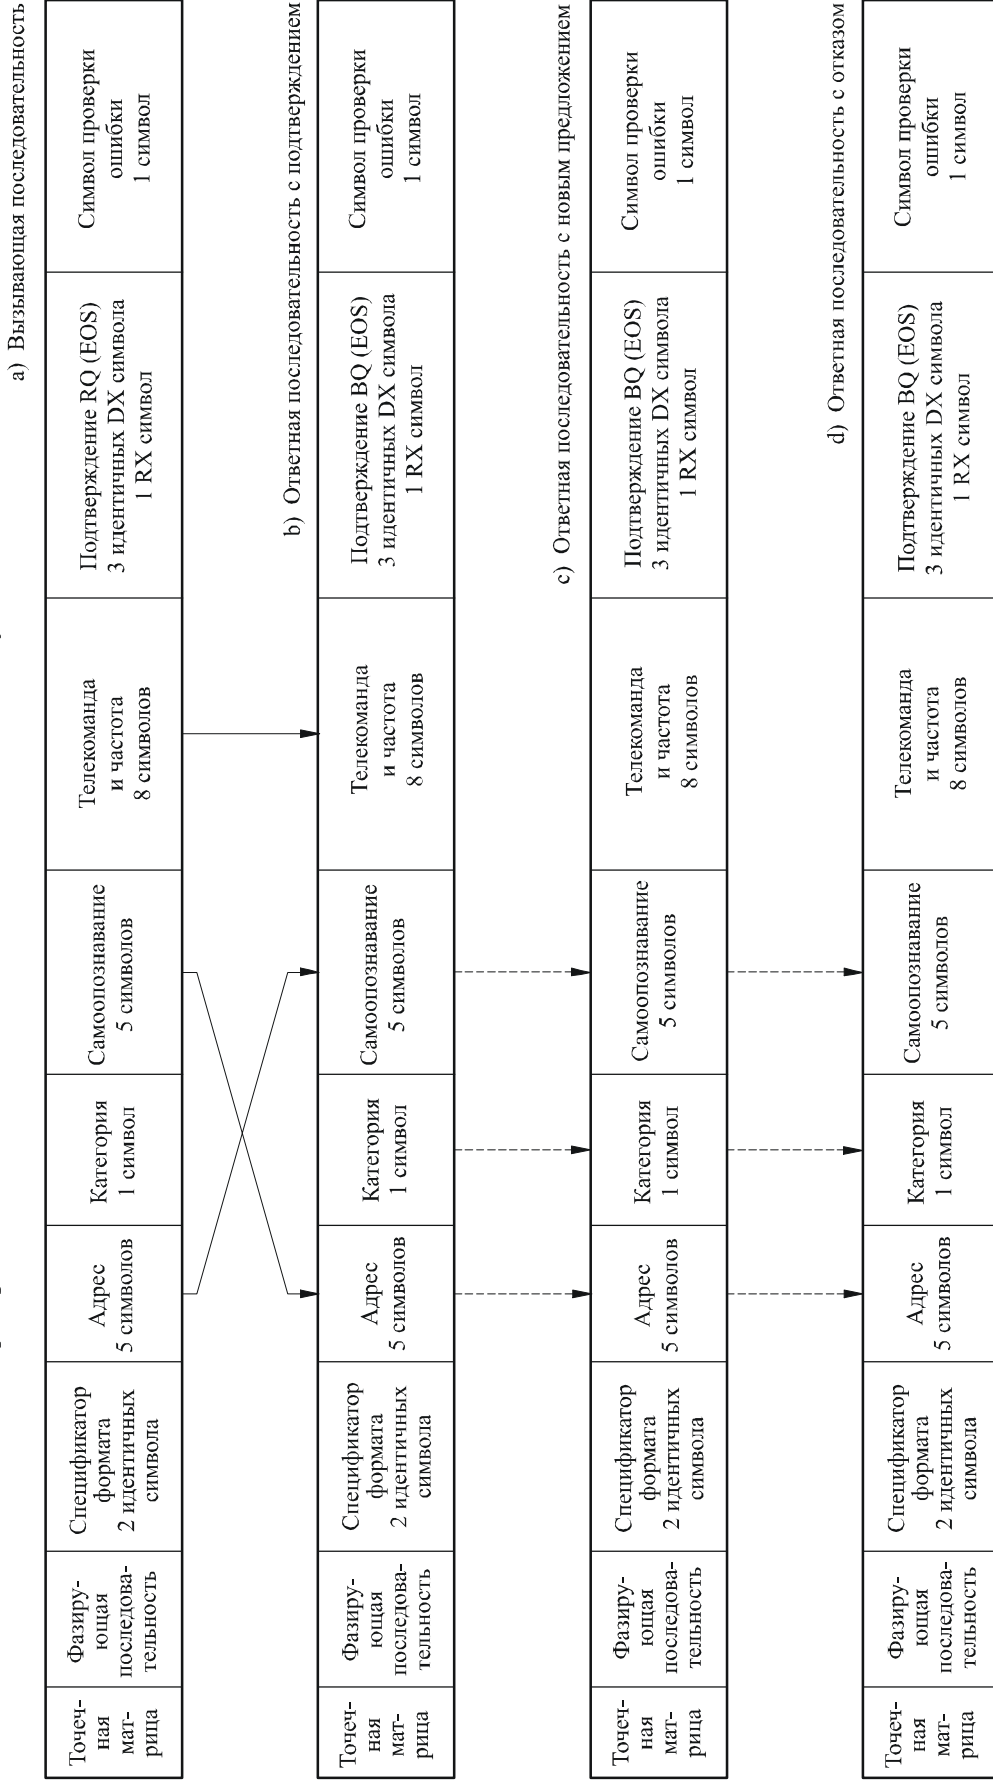 a) Вызывающая последовательность
Точеч-
ная
мат-
рица
Фазиру-
ющая
последова-
тельность
Спецификатор
формата
2 идентичных
символа
Адрес
5 символов
Категория
1 символ
Самоопознавание
5 символов
Телекоманда
и частота
8 символов
Подтверждение RQ (EOS)
3 идентичных DX символа
1 RX символ
Символ проверки
ошибки
1 символ
b) Ответная последовательность с подтверждением
Точеч-
ная
мат-
рица
Фазиру-
ющая
последова-
тельность
Спецификатор
формата
2 идентичных
символа
Адрес
5 символов
Категория
1 символ
Самоопознавание
5 символов
Телекоманда
и частота
8 символов
Подтверждение BQ (EOS)
3 идентичных DX символа
1 RX символ
Символ проверки
ошибки
1 символ
c) Ответная последовательность с новым предложением
Точеч-
ная
мат-
рица
Фазиру-
ющая
последова-
тельность
Спецификатор
формата
2 идентичных
символа
Адрес
5 символов
Категория
1 символ
Самоопознавание
5 символов
Телекоманда
и частота
8 символов
Подтверждение BQ (EOS)
3 идентичных DX символа
1 RX символ
Символ проверки
ошибки
1 символ
d) Ответная последовательность с отказом
Точеч-
ная
мат-
рица
Фазиру-
ющая
последова-
тельность
Спецификатор
формата
2 идентичных
символа
Адрес
5 символов
Категория
1 символ
Самоопознавание
5 символов
Телекоманда
и частота
8 символов
Подтверждение BQ (EOS)
3 идентичных DX символа
1 RX символ
Символ проверки
ошибки
1 символ